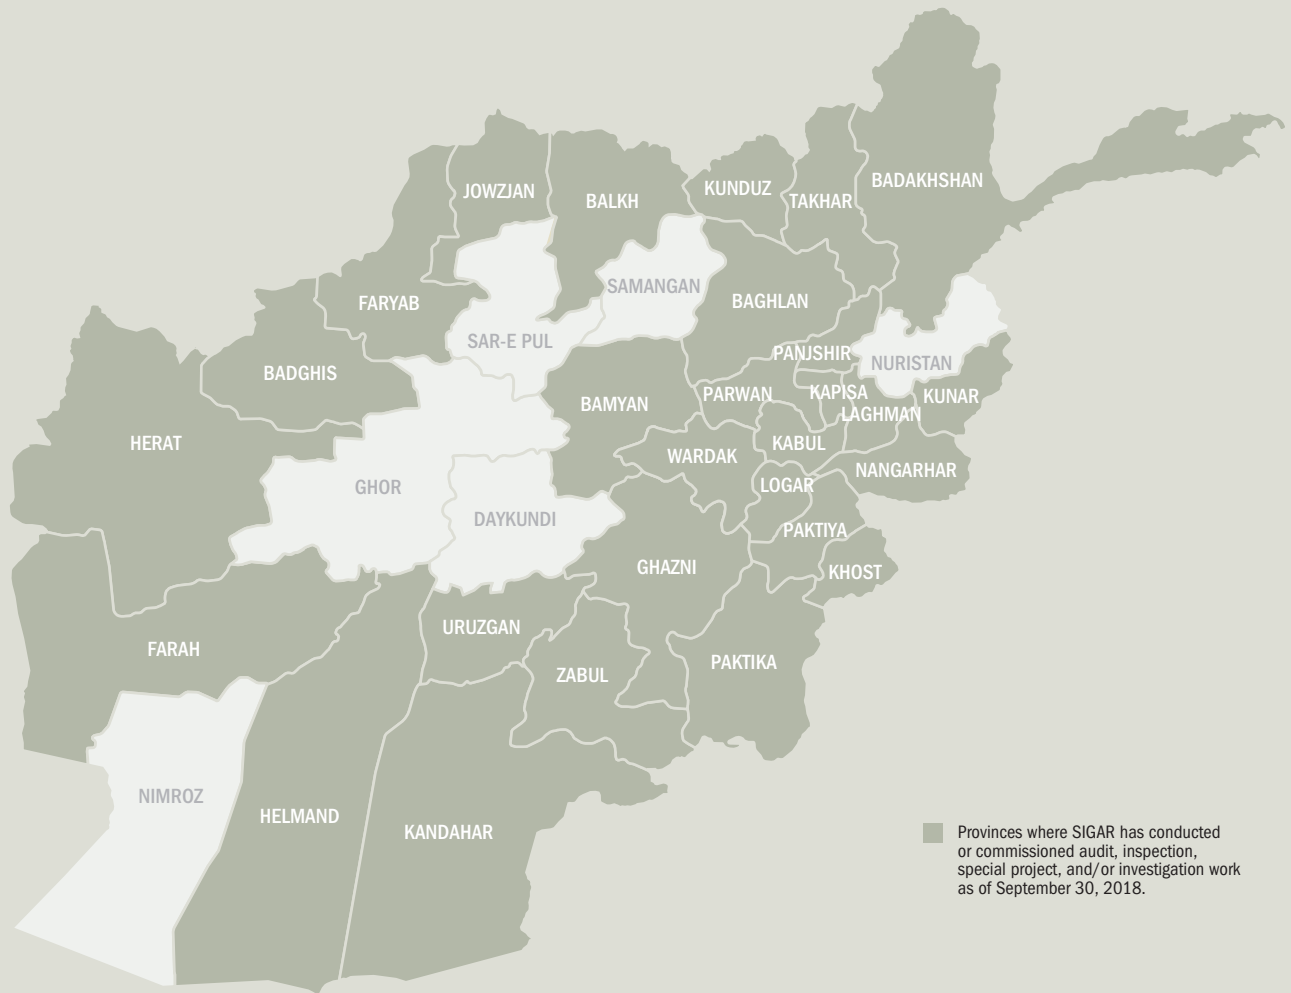 JOWZJAN
BALKH
KUNDUZ
TAKHAR
BADAKHSHAN
FARYAB
SAMANGAN
BAGHLAN
SAR-E PUL
PANJSHIR
NURISTAN
BADGHIS
BAMYAN
PARWAN
KAPISA
KUNAR
LAGHMAN
HERAT
KABUL
WARDAK
NANGARHAR
GHOR
LOGAR
DAYKUNDI
PAKTIYA
GHAZNI
KHOST
URUZGAN
FARAH
ZABUL
PAKTIKA
NIMROZ
HELMAND
KANDAHAR
Provinces where SIGAR has conducted
or commissioned audit, inspection,
special project, and/or investigation work
as of September 30, 2018.